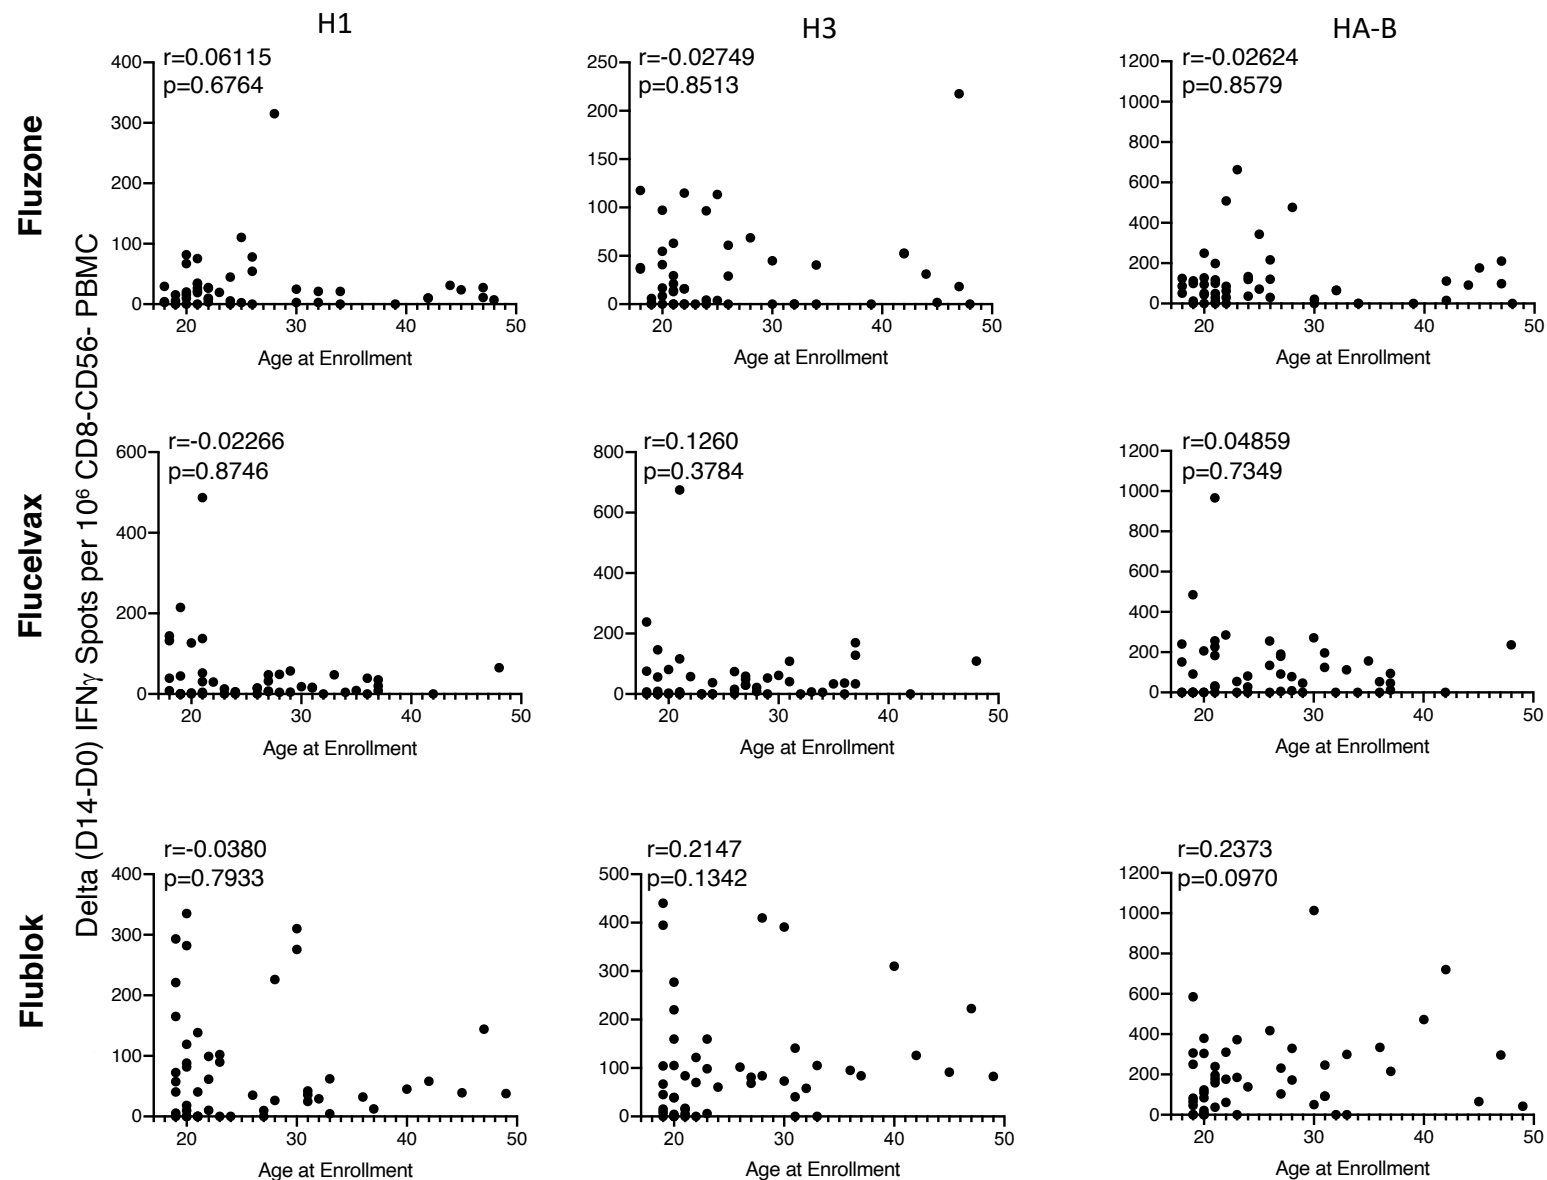 H1
H3
HA-B
Fluzone
Flucelvax
Flublok
Delta (D14-D0) IFNγ Spots per 10⁶ CD8-CD56- PBMC
r=0.06115
p=0.6764
400
300
200
100
0
20 30 40 50
Age at Enrollment
r=-0.02749
p=0.8513
250
200
150
100
50
0
20 30 40 50
Age at Enrollment
r=-0.02624
p=0.8579
1200
1000
800
600
400
200
0
20 30 40 50
Age at Enrollment
r=-0.02266
p=0.8746
600
400
200
0
20 30 40 50
Age at Enrollment
r=0.1260
p=0.3784
800
600
400
200
0
20 30 40 50
Age at Enrollment
r=0.04859
p=0.7349
1200
1000
800
600
400
200
0
20 30 40 50
Age at Enrollment
r=-0.0380
p=0.7933
400
300
200
100
0
20 30 40 50
Age at Enrollment
r=0.2147
p=0.1342
500
400
300
200
100
0
20 30 40 50
Age at Enrollment
r=0.2373
p=0.0970
1200
1000
800
600
400
200
0
20 30 40 50
Age at Enrollment